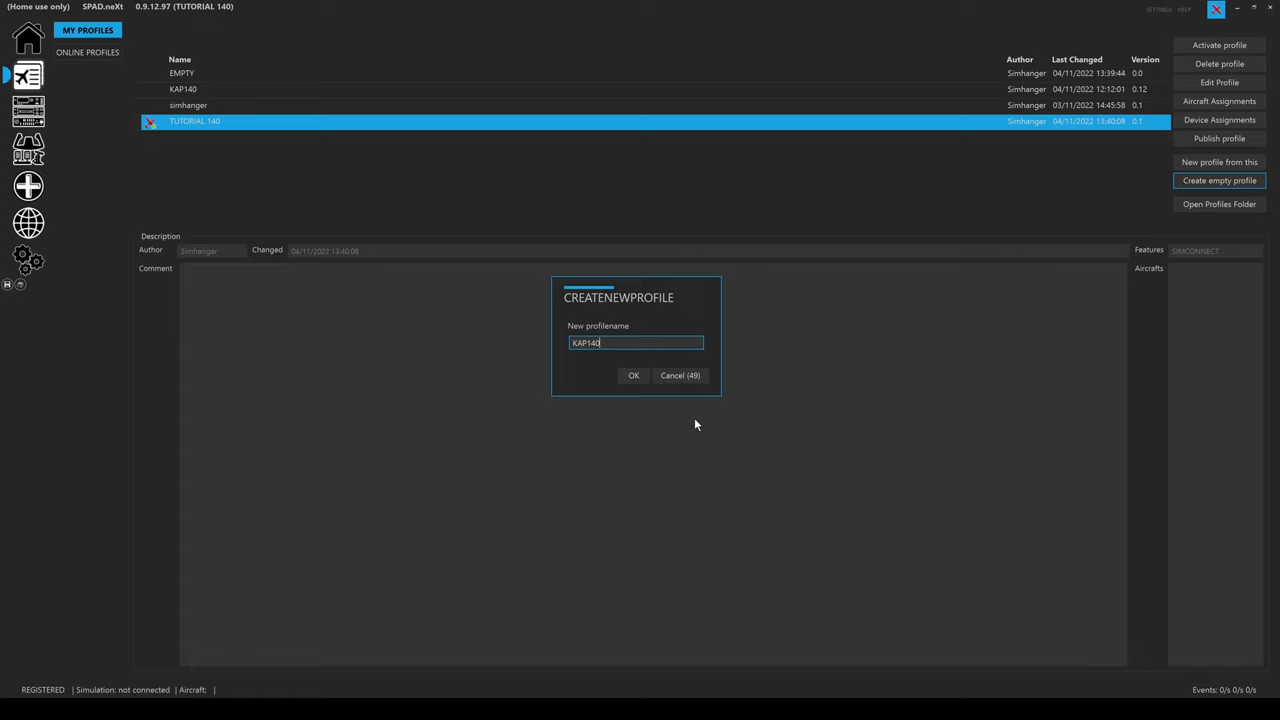 (Home use only) SPAD.neXt 0.9.12.97 (TUTORIAL 140) SETTINGS HELP
MY PROFILES
ONLINE PROFILES
Name Author Last Changed Version
EMPTY Simhanger 04/11/2022 13:39:44 0.0
KAP140 Simhanger 04/11/2022 12:12:01 0.12
simhanger Simhanger 03/11/2022 14:45:58 0.1
TUTORIAL 140 Simhanger 04/11/2022 13:40:08 0.1
Activate profile
Delete profile
Edit Profile
Aircraft Assignments
Device Assignments
Publish profile
New profile from this
Create empty profile
Open Profiles Folder
Description
Author Simhanger Changed 04/11/2022 13:40:08 Features SIMCONNECT
Comment Aircrafts
CREATENEWPROFILE
New profilename
KAP140
OK Cancel (49)
REGISTERED | Simulation: not connected | Aircraft: | Events: 0/s 0/s 0/s